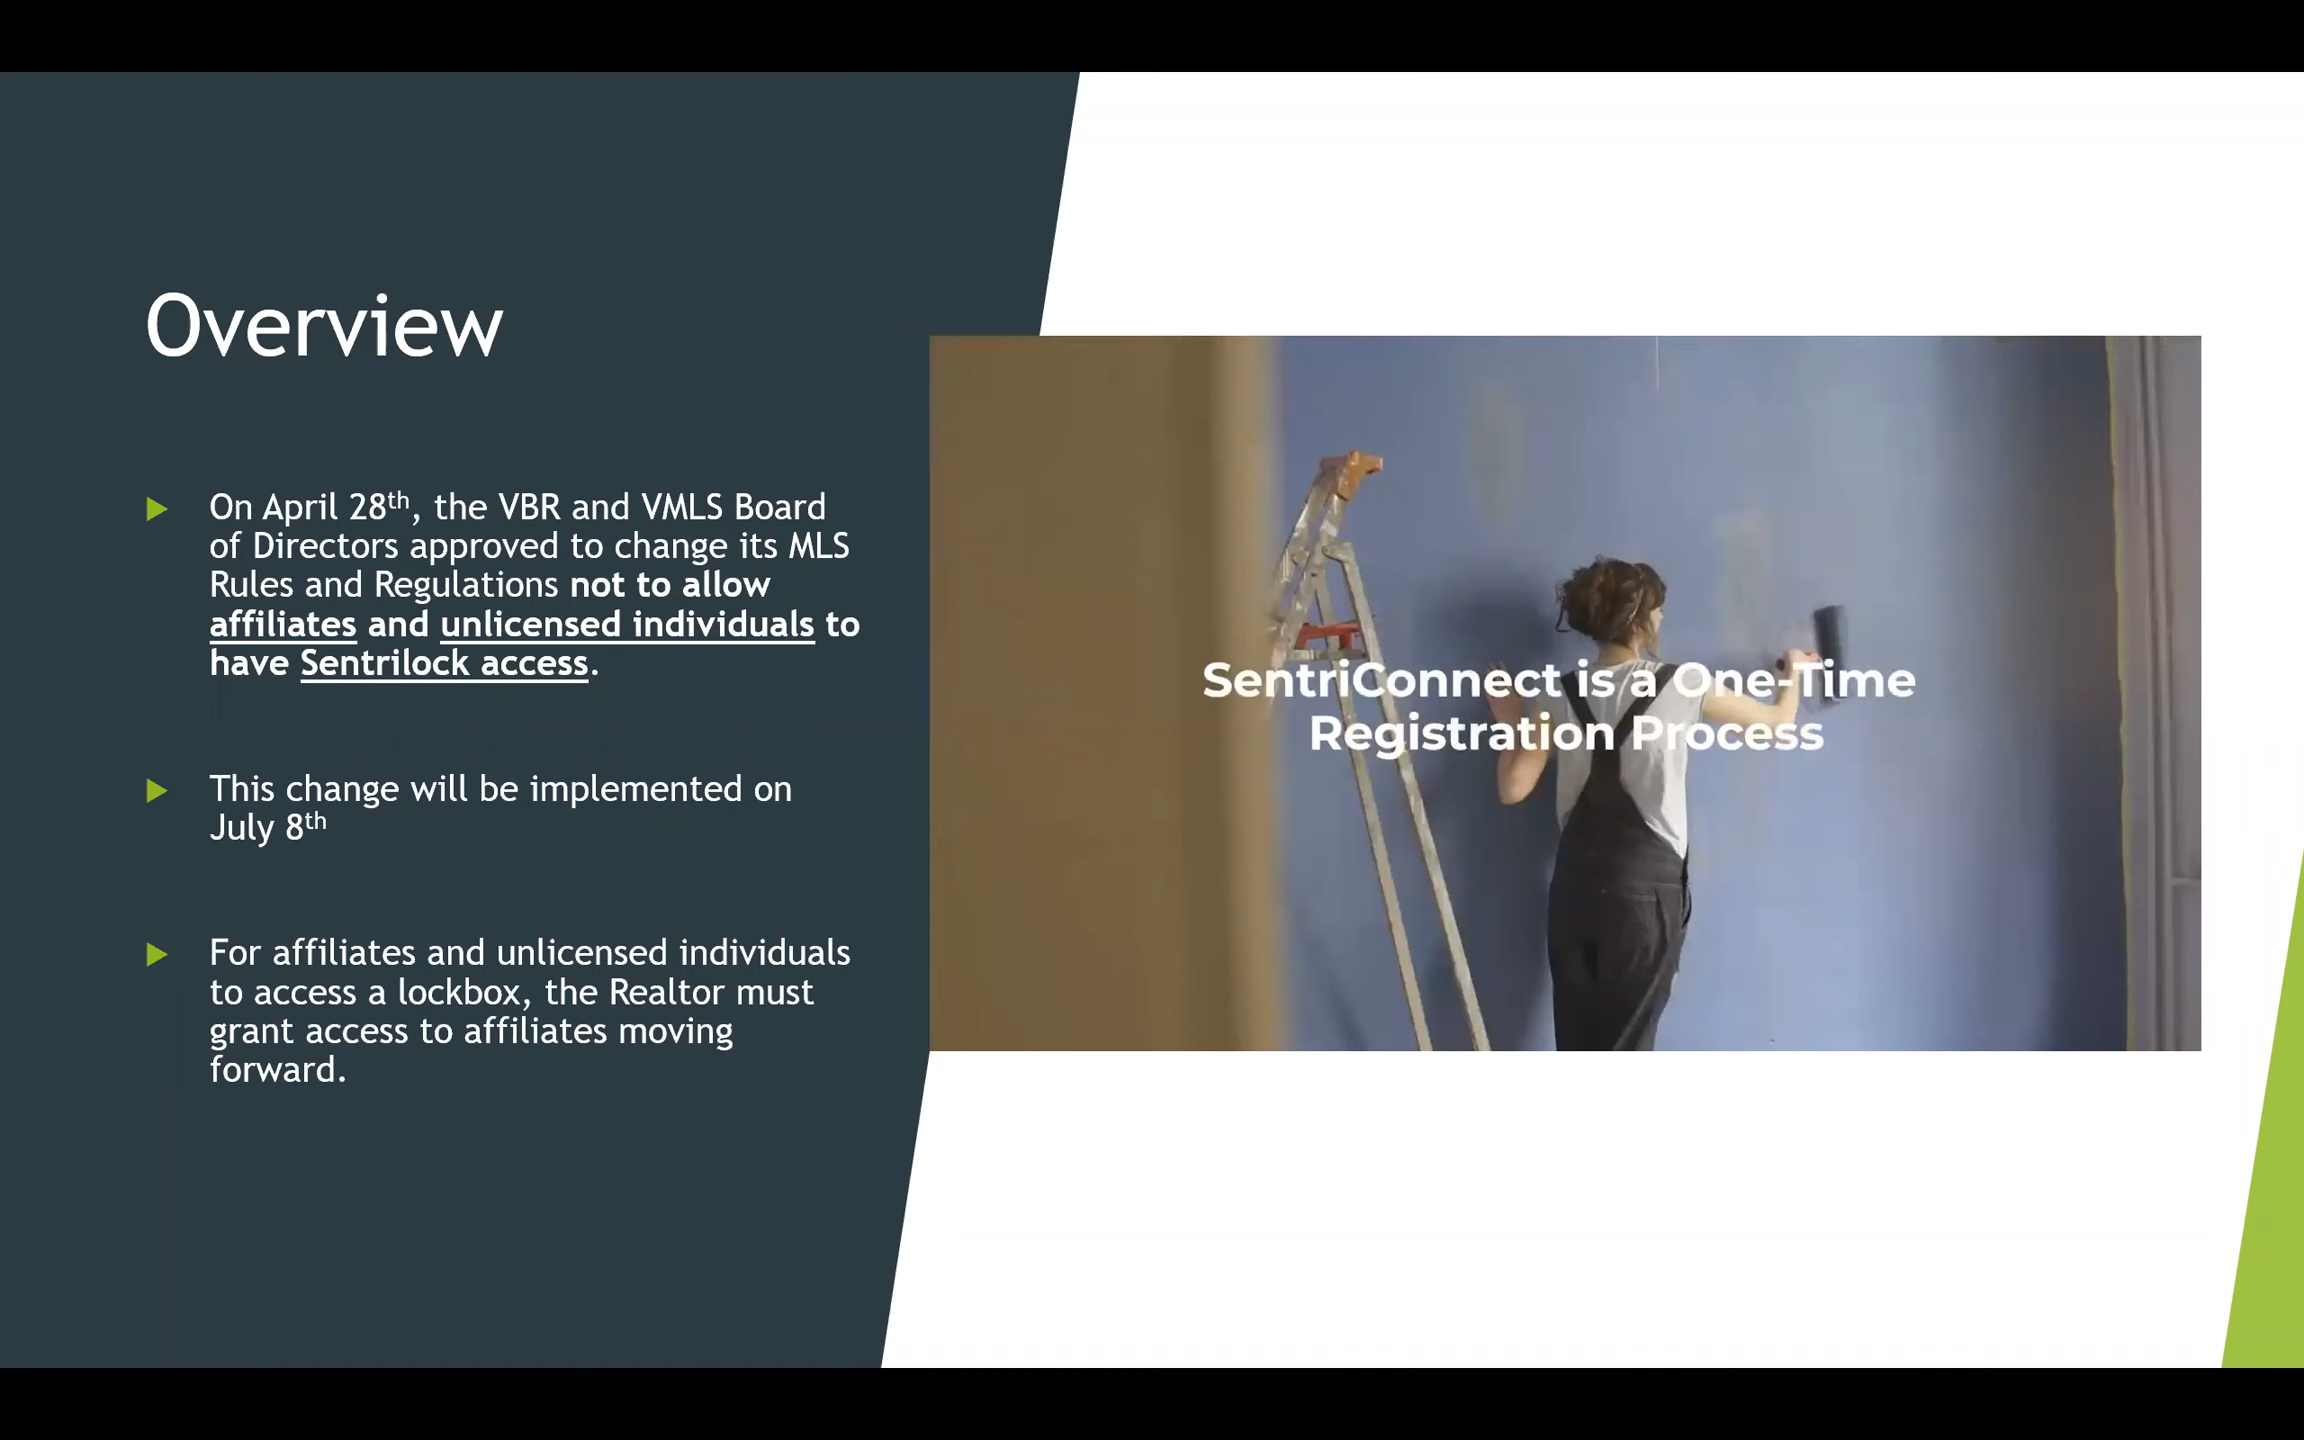 Overview
On April 28th, the VBR and VMLS Board
of Directors approved to change its MLS
Rules and Regulations not to allow
affiliates and unlicensed individuals to
have Sentrilock access.
This change will be implemented on
July 8th
For affiliates and unlicensed individuals
to access a lockbox, the Realtor must
grant access to affiliates moving
forward.
SentriConnect is a One-Time
Registration Process